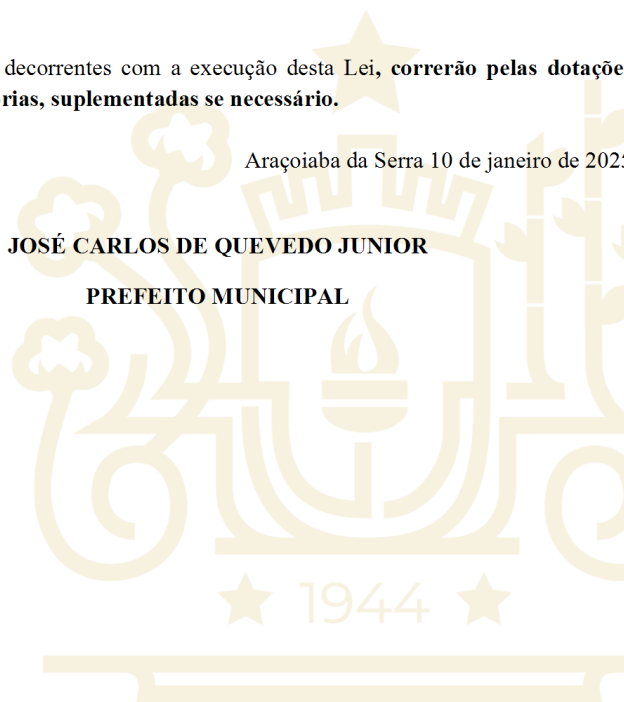 decorrentes com a execução desta Lei, correrão pelas dotaçõe
rias, suplementadas se necessário.
Araçoiaba da Serra 10 de janeiro de 202
JOSÉ CARLOS DE QUEVEDO JUNIOR
PREFEITO MUNICIPAL
1944